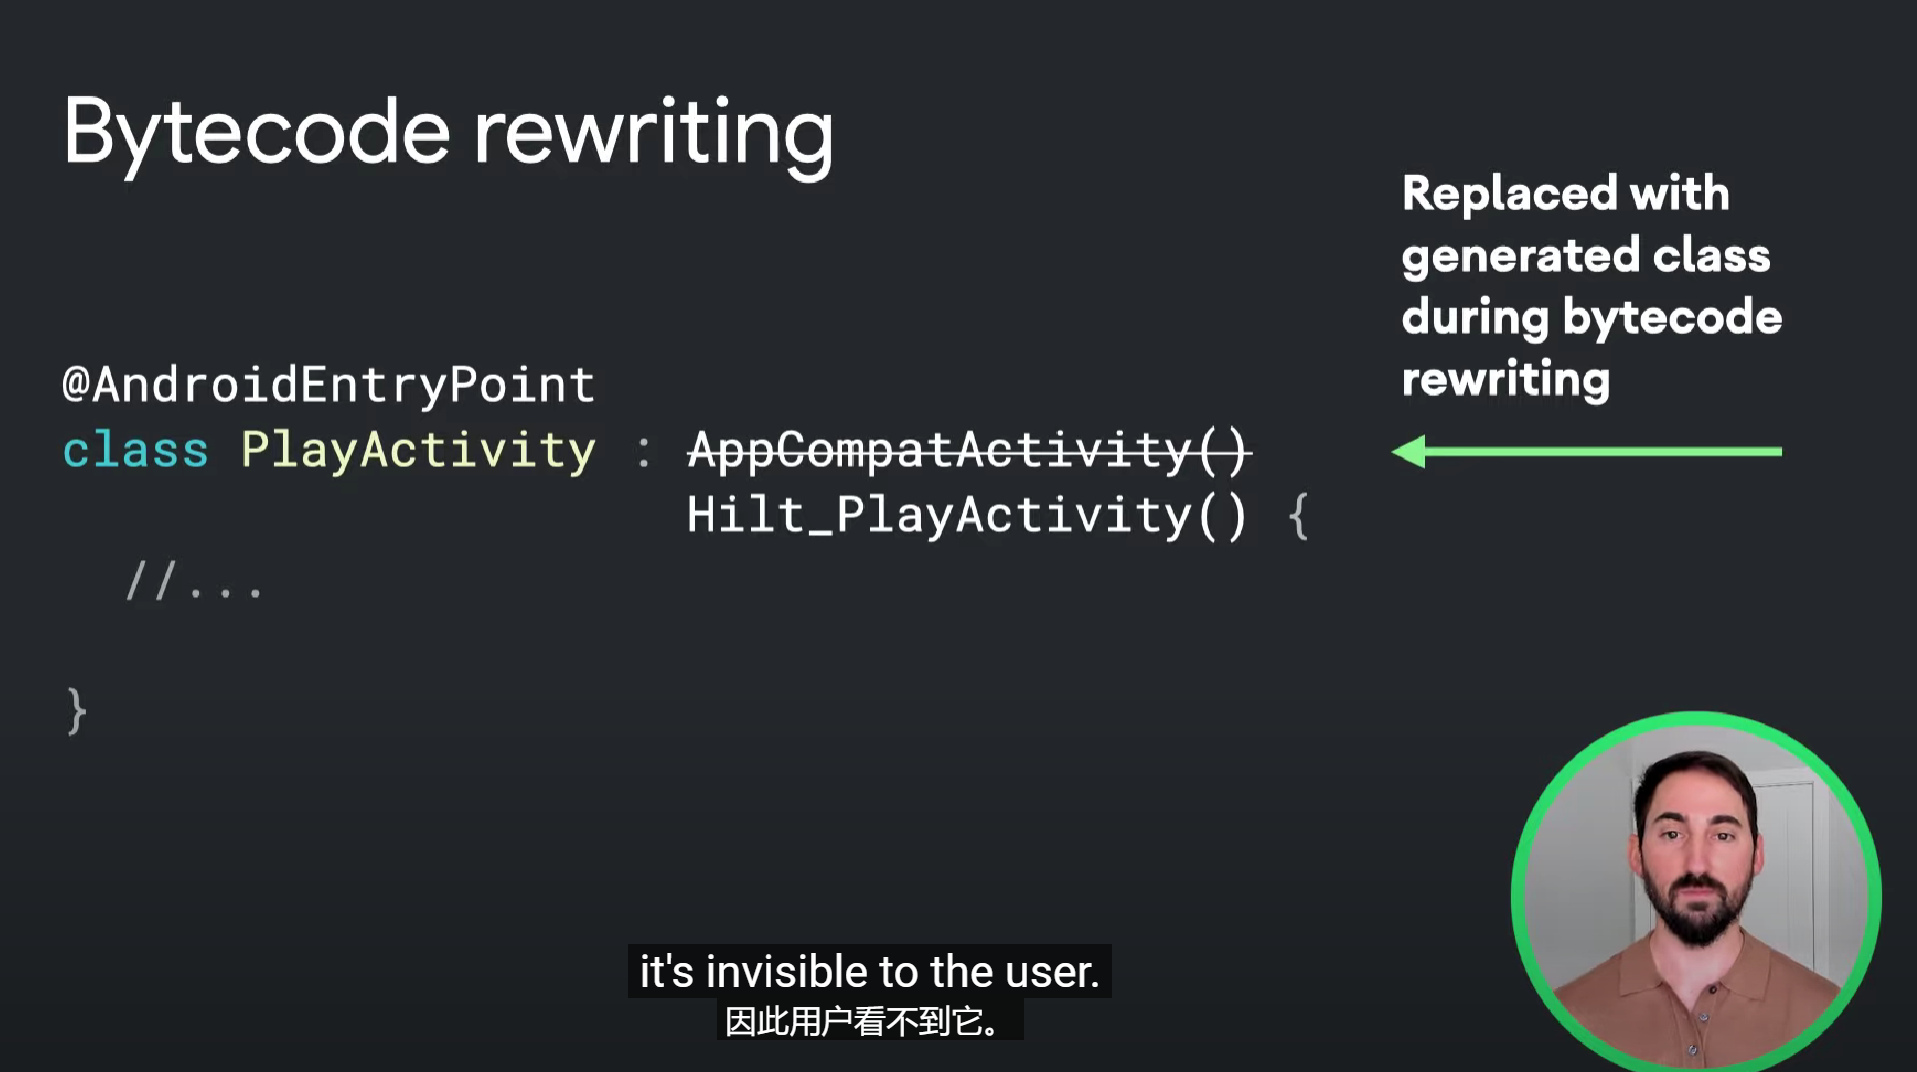 Bytecode rewriting
Replaced with
generated class
during bytecode
rewriting
@AndroidEntryPoint
class PlayActivity : AppCompatActivity()
Hilt_PlayActivity() {
//...
}
it's invisible to the user.
因此用户看不到它。